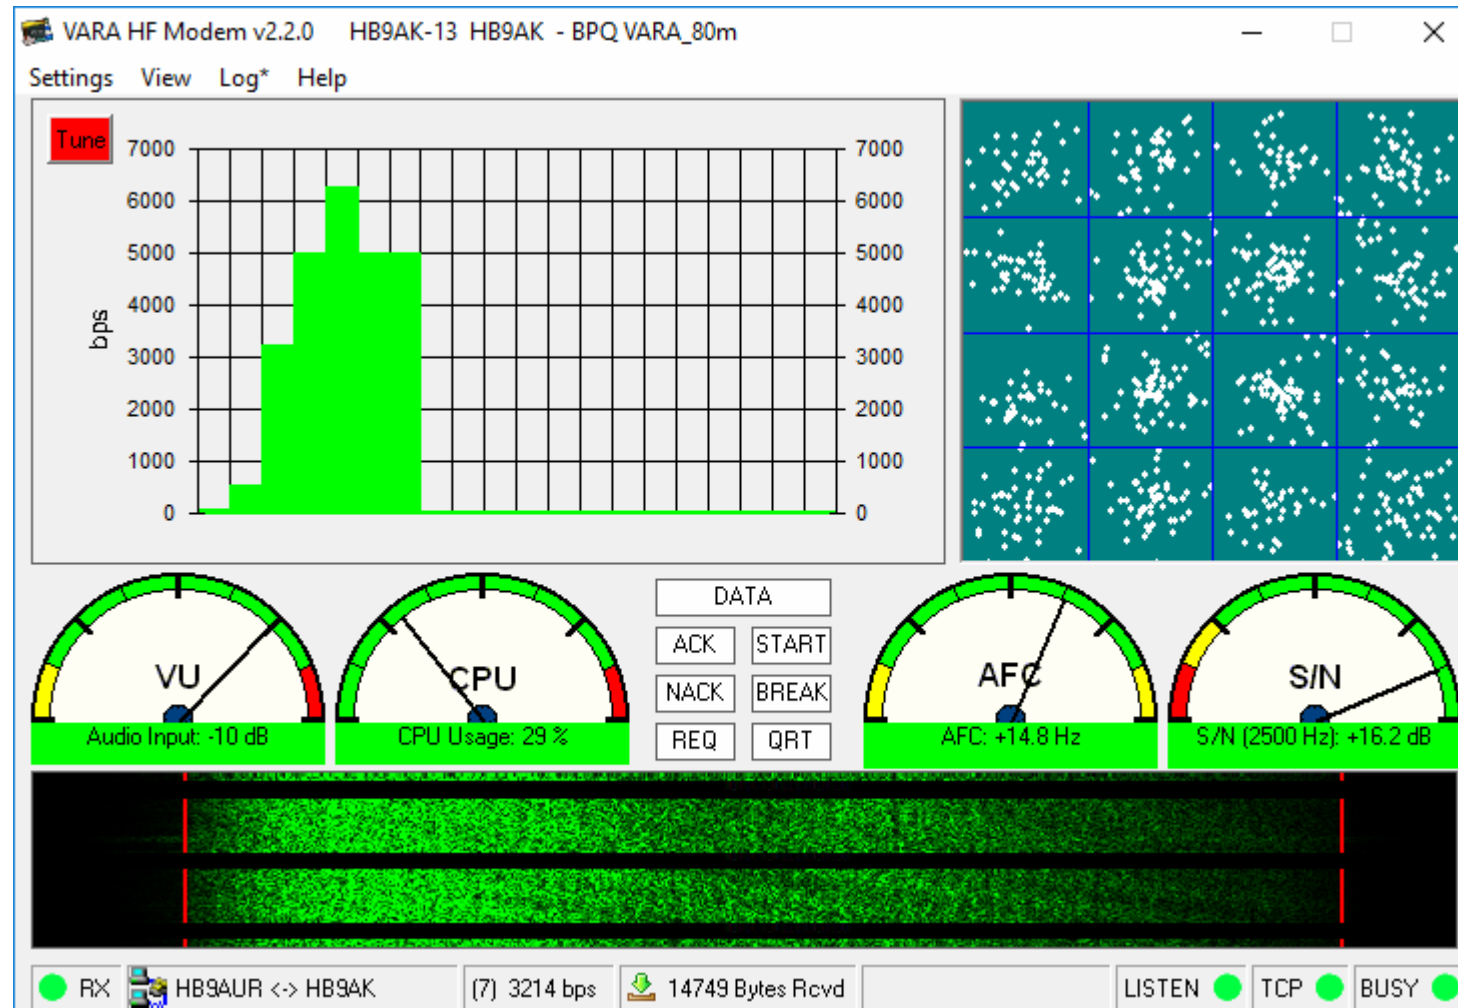 VARA HF Modem v2.2.0 HB9AK-13 HB9AK - BPQ VARA_80m
Settings View Log* Help
Tune
bps
7000 7000
6000 6000
5000 5000
4000 4000
3000 3000
2000 2000
1000 1000
0 0
VU
Audio Input: -10 dB
CPU
CPU Usage: 29 %
DATA
ACK START
NACK BREAK
REQ QRT
AFC
AFC: +14.8 Hz
S/N
S/N (2500 Hz): +16.2 dB
RX HB9AUR <-> HB9AK (7) 3214 bps 14749 Bytes Rcvd LISTEN TCP BUSY